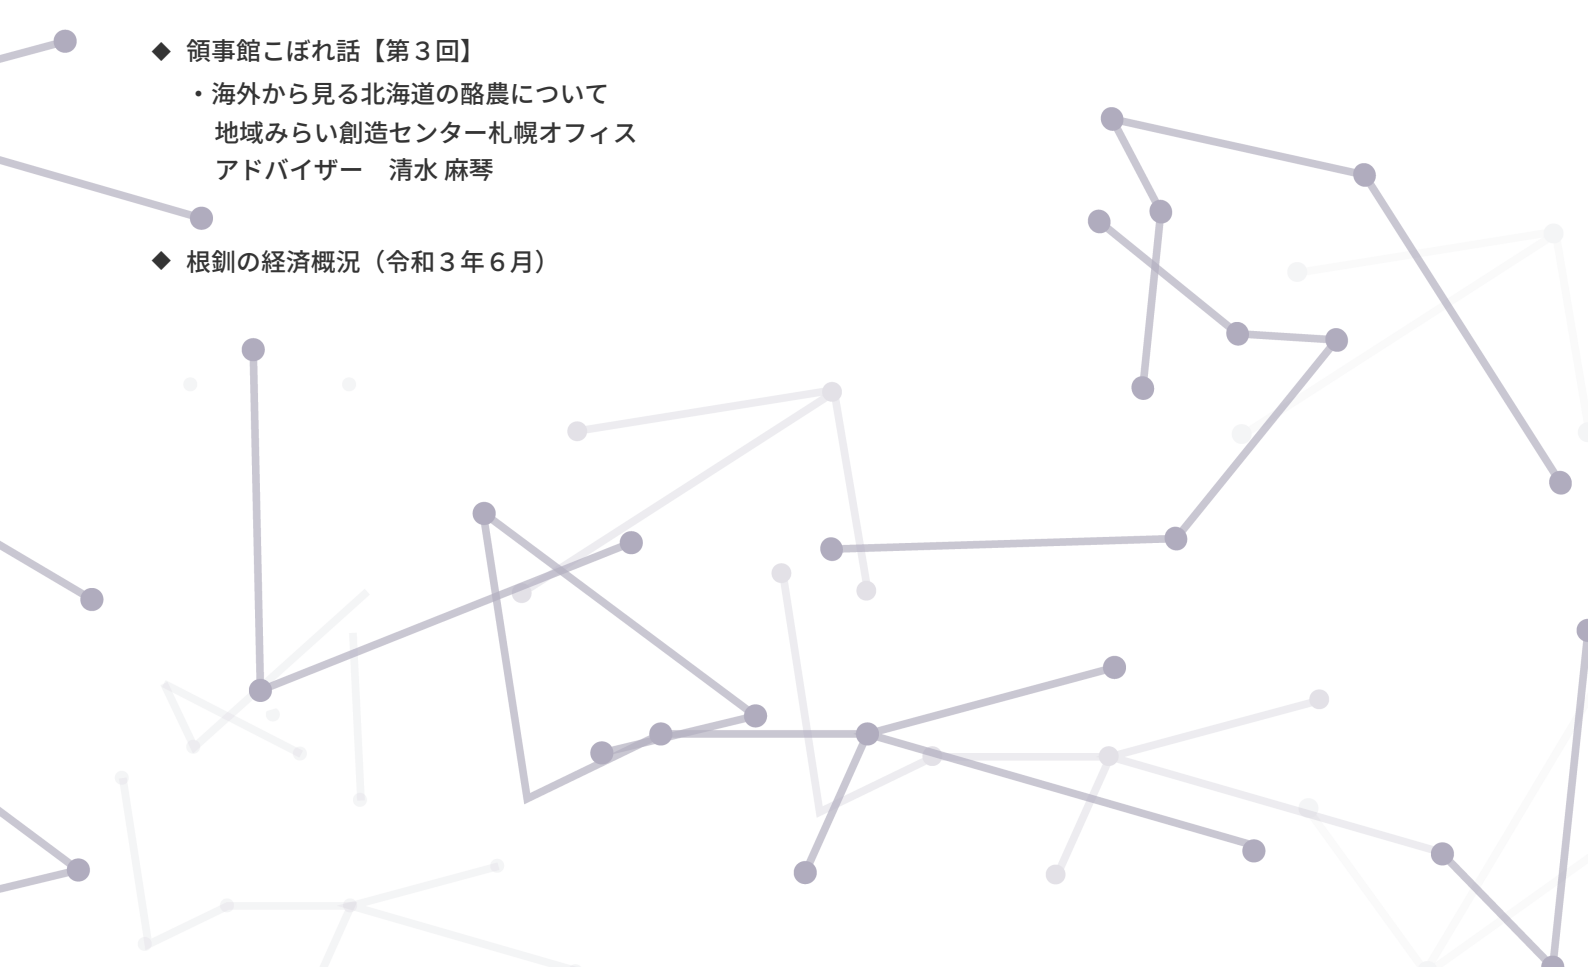 ◆ 領事館こぼれ話【第３回】
・海外から見る北海道の酪農について
地域みらい創造センター札幌オフィス
アドバイザー　清水 麻琴
◆ 根釧の経済概況（令和３年６月）